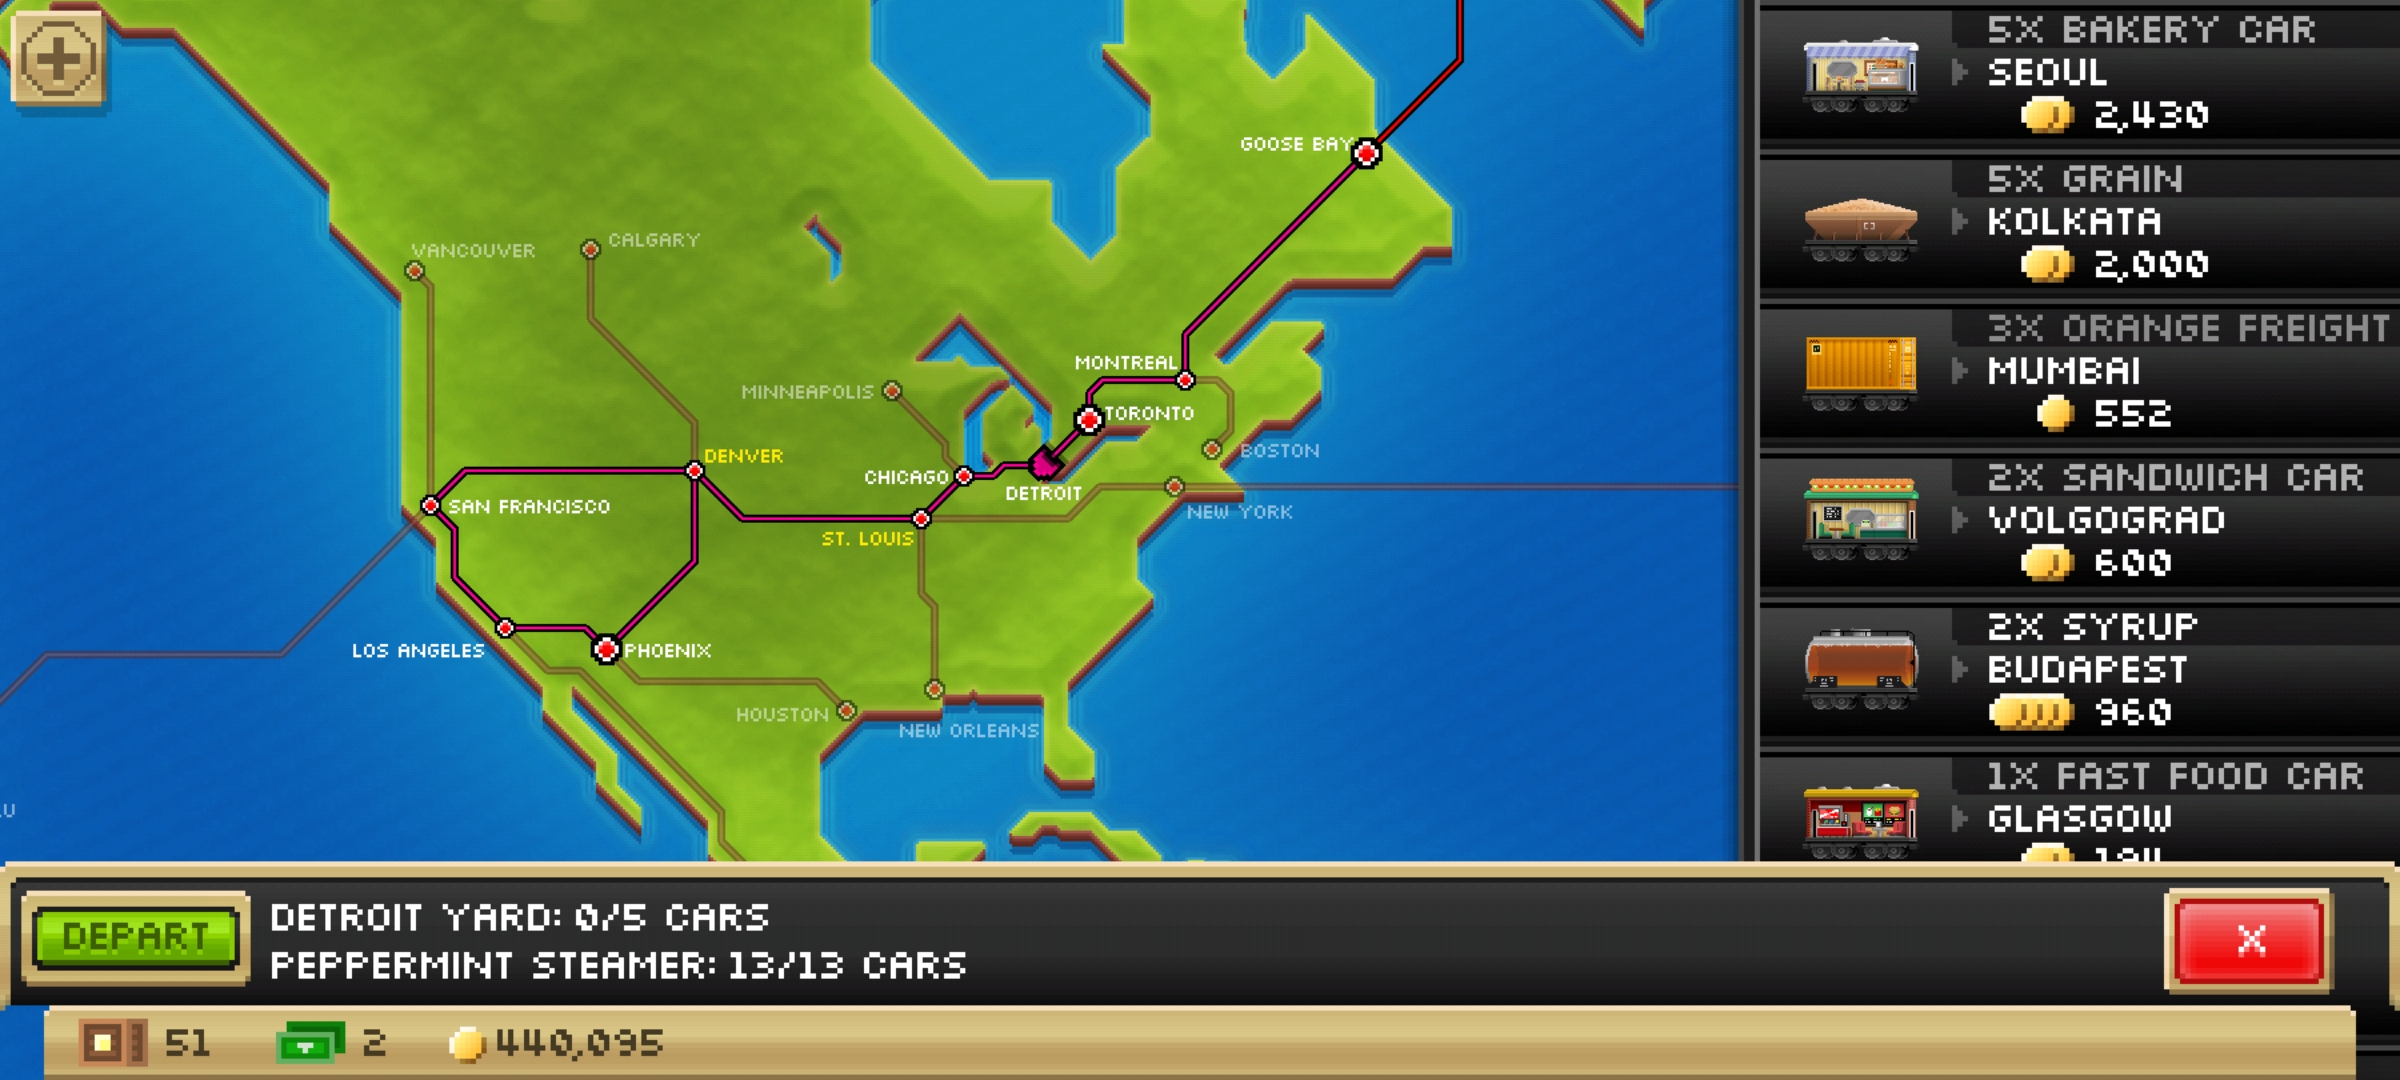 GOOSE BAY
CALGARY
VANCOUVER
MONTREAL
MINNEAPOLIS
TORONTO
BOSTON
DENVER
CHICAGO
DETROIT
SAN FRANCISCO
NEW YORK
ST. LOUIS
LOS ANGELES
PHOENIX
HOUSTON
NEW ORLEANS
5X BAKERY CAR
SEOUL
2,430
5X GRAIN
KOLKATA
2,000
3X ORANGE FREIGHT
MUMBAI
552
2X SANDWICH CAR
VOLGOGRAD
600
2X SYRUP
BUDAPEST
960
1X FAST FOOD CAR
GLASGOW
DEPART
DETROIT YARD: 0/5 CARS
PEPPERMINT STEAMER: 13/13 CARS
X
51
2
440,095